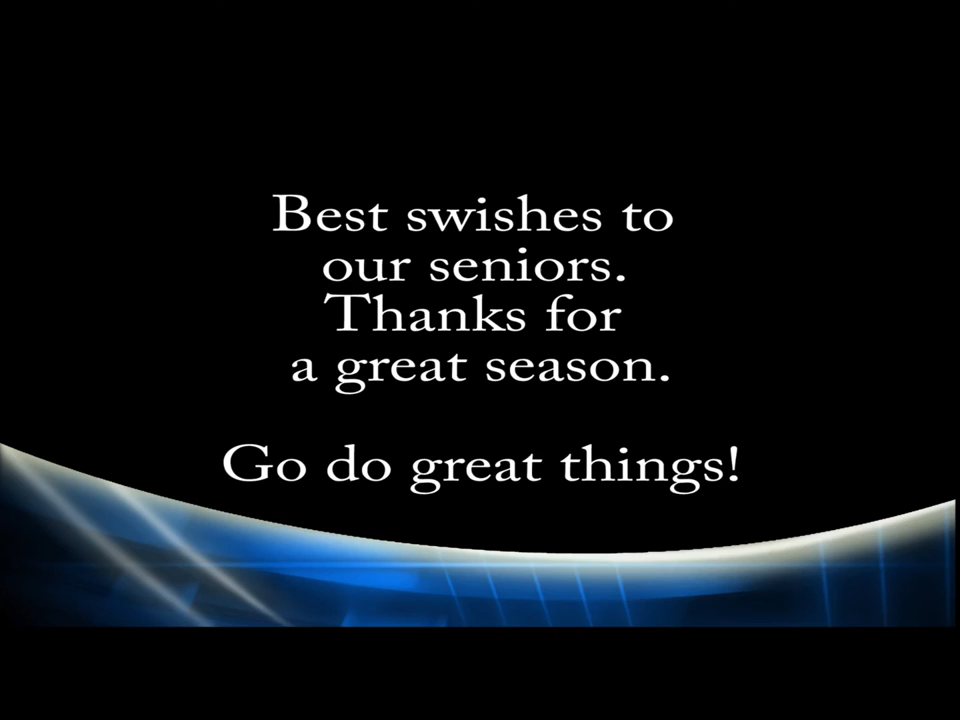 Best swishes to
our seniors.
Thanks for
a great season.
Go do great things!